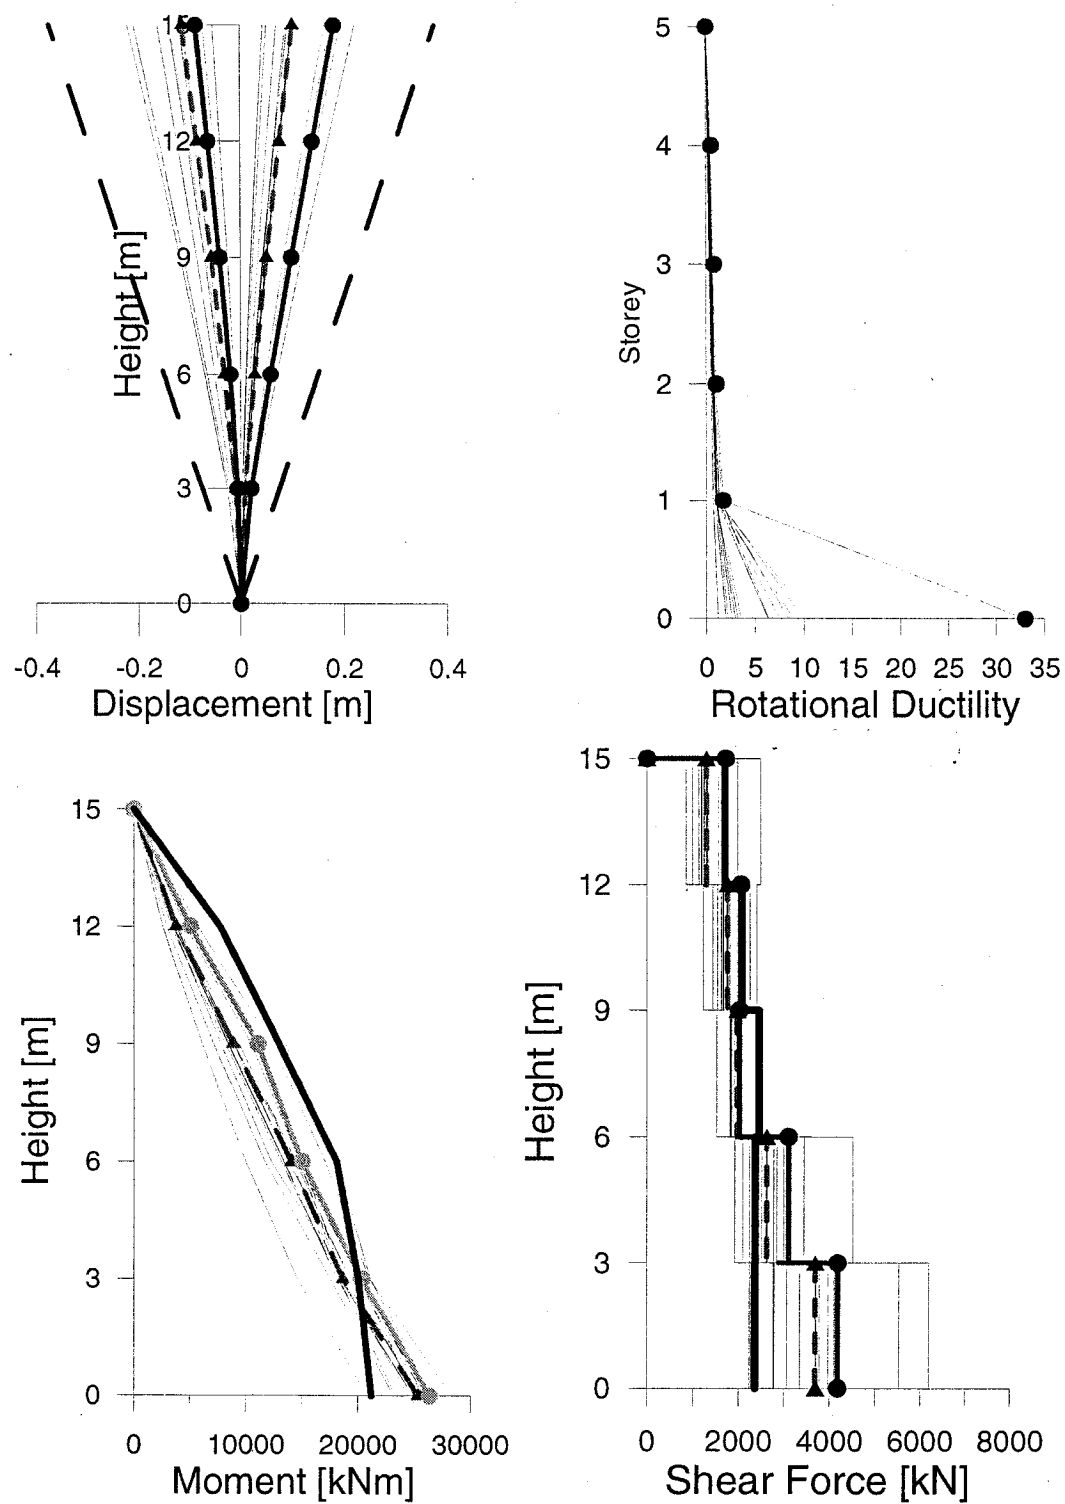 15
12
9
6
3
0
Height [m]
-0.4 -0.2 0 0.2 0.4
Displacement [m]
5
4
3
2
1
0
Storey
0 5 10 15 20 25 30 35
Rotational Ductility
15
12
9
6
3
0
Height [m]
0 10000 20000 30000
Moment [kNm]
15
12
9
6
3
0
Height [m]
0 2000 4000 6000 8000
Shear Force [kN]